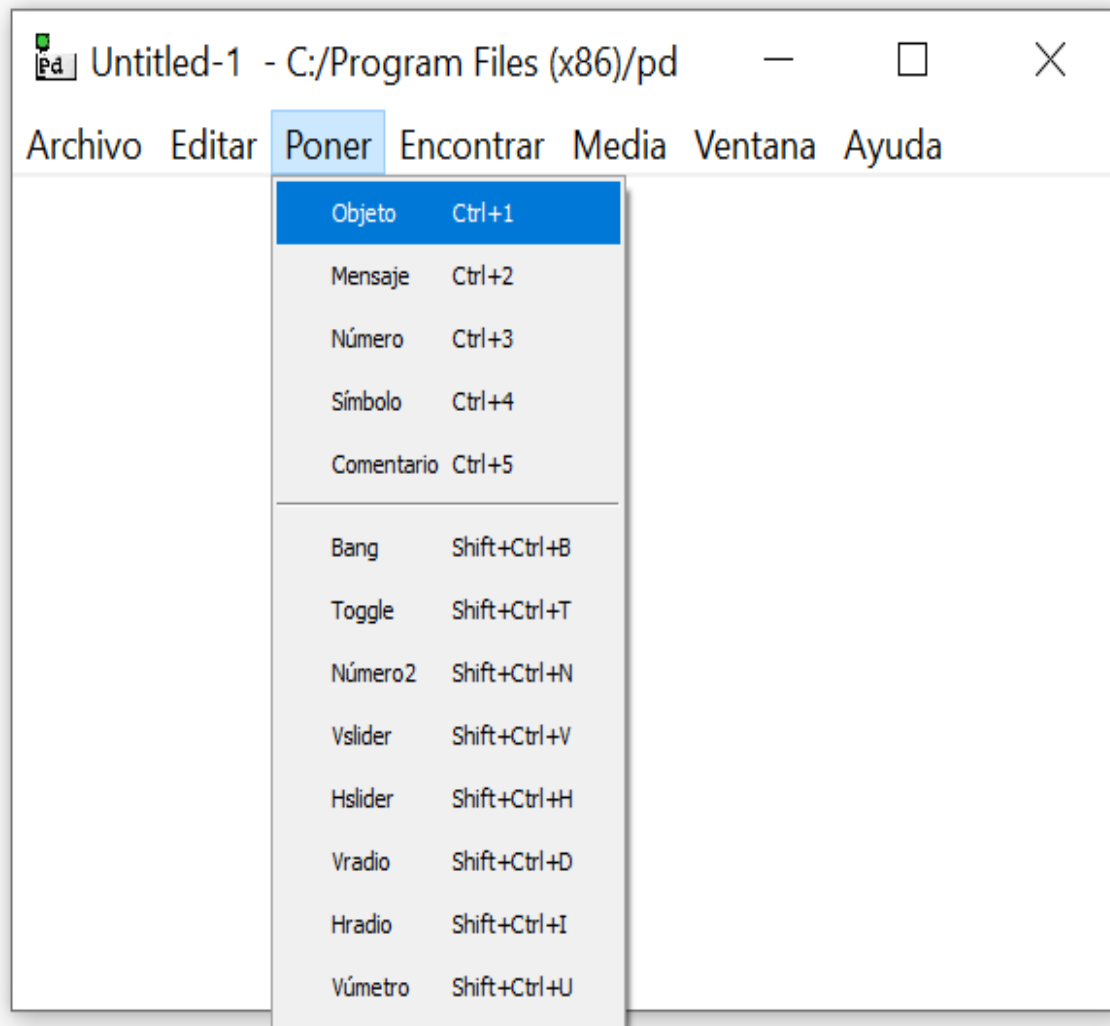 Pd Untitled-1 - C:/Program Files (x86)/pd
Archivo Editar Poner Encontrar Media Ventana Ayuda
Objeto Ctrl+1
Mensaje Ctrl+2
Número Ctrl+3
Símbolo Ctrl+4
Comentario Ctrl+5
Bang Shift+Ctrl+B
Toggle Shift+Ctrl+T
Número2 Shift+Ctrl+N
Vslider Shift+Ctrl+V
Hslider Shift+Ctrl+H
Vradio Shift+Ctrl+D
Hradio Shift+Ctrl+I
Vúmetro Shift+Ctrl+U